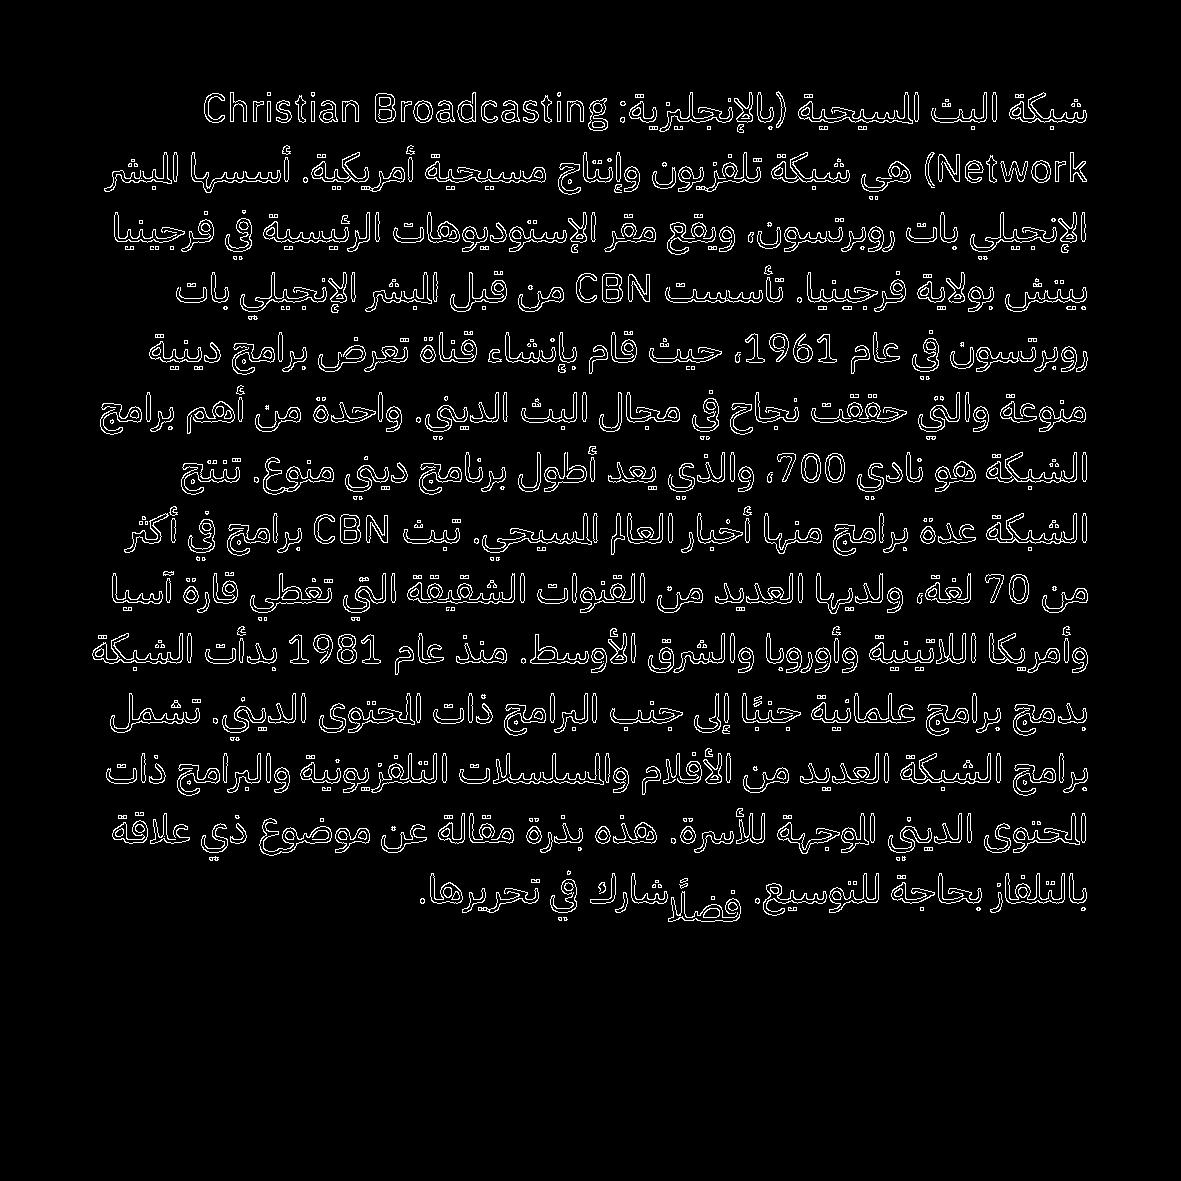 شبكة البث المسيحية (بالإنجليزية: Christian Broadcasting
Network) هي شبكة تلفزيون وإنتاج مسيحية أمريكية. أسسها المبشر
الإنجيلي بات روبرتسون، ويقع مقر الإستوديوهات الرئيسية في فرجينيا
بيتش بولاية فرجينيا. تأسست CBN من قبل المبشر الإنجيلي بات
روبرتسون في عام 1961، حيث قام بإنشاء قناة تعرض برامج دينية
منوعة والتي حققت نجاح في مجال البث الديني. واحدة من أهم برامج
الشبكة هو نادي 700، والذي يعد أطول برنامج ديني منوع. تنتج
الشبكة عدة برامج منها أخبار العالم المسيحي. تبث CBN برامج في أكثر
من 70 لغة، ولديها العديد من القنوات الشقيقة التي تغطي قارة آسيا
وأمريكا اللاتينية وأوروبا والشرق الأوسط. منذ عام 1981 بدأت الشبكة
بدمج برامج علمانية جنبًا إلى جنب البرامج ذات المحتوى الديني. تشمل
برامج الشبكة العديد من الأفلام والمسلسلات التلفزيونية والبرامج ذات
المحتوى الديني الموجهة للأسرة. هذه بذرة مقالة عن موضوع ذي علاقة
بالتلفاز بحاجة للتوسيع. فضلًا شارك في تحريرها.